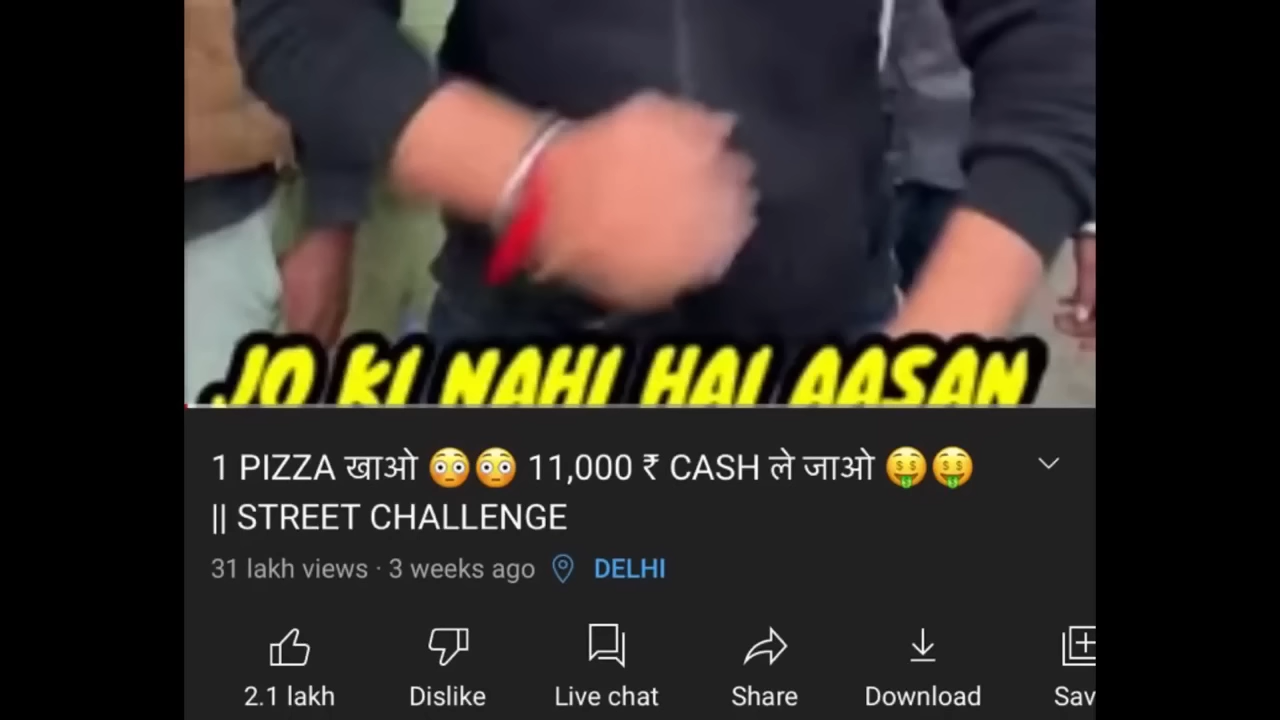 JO KI NAHI HAI AASAN
1 PIZZA खाओ 😳😳 11,000 ₹ CASH ले जाओ 🤑🤑
|| STREET CHALLENGE
31 lakh views · 3 weeks ago DELHI
2.1 lakh Dislike Live chat Share Download Sav